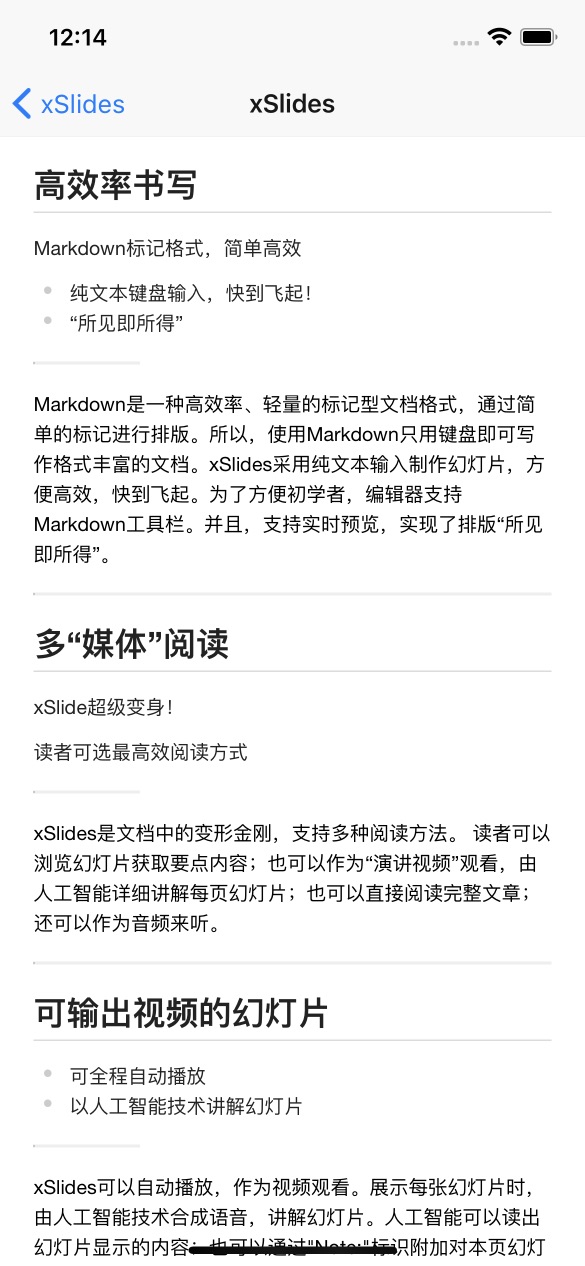 12:14
xSlides
xSlides
高效率书写
Markdown标记格式，简单高效
纯文本键盘输入，快到飞起！
“所见即所得”
Markdown是一种高效率、轻量的标记型文档格式，通过简
单的标记进行排版。所以，使用Markdown只用键盘即可写
作格式丰富的文档。xSlides采用纯文本输入制作幻灯片，方
便高效，快到飞起。为了方便初学者，编辑器支持
Markdown工具栏。并且，支持实时预览，实现了排版“所见
即所得”。
多“媒体”阅读
xSlide超级变身！
读者可选最高效阅读方式
xSlides是文档中的变形金刚，支持多种阅读方法。 读者可以
浏览幻灯片获取要点内容；也可以作为“演讲视频”观看，由
人工智能详细讲解每页幻灯片；也可以直接阅读完整文章；
还可以作为音频来听。
可输出视频的幻灯片
可全程自动播放
以人工智能技术讲解幻灯片
xSlides可以自动播放，作为视频观看。展示每张幻灯片时，
由人工智能技术合成语音，讲解幻灯片。人工智能可以读出
幻灯片显示的内容；也可以通过"Note:"标识附加对本页幻灯